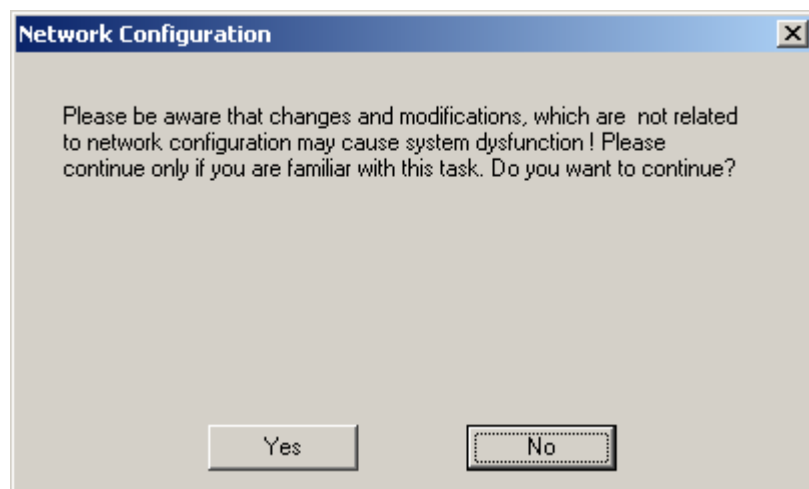 Network Configuration
Please be aware that changes and modifications, which are  not related
to network configuration may cause system dysfunction ! Please
continue only if you are familiar with this task. Do you want to continue?
Yes No